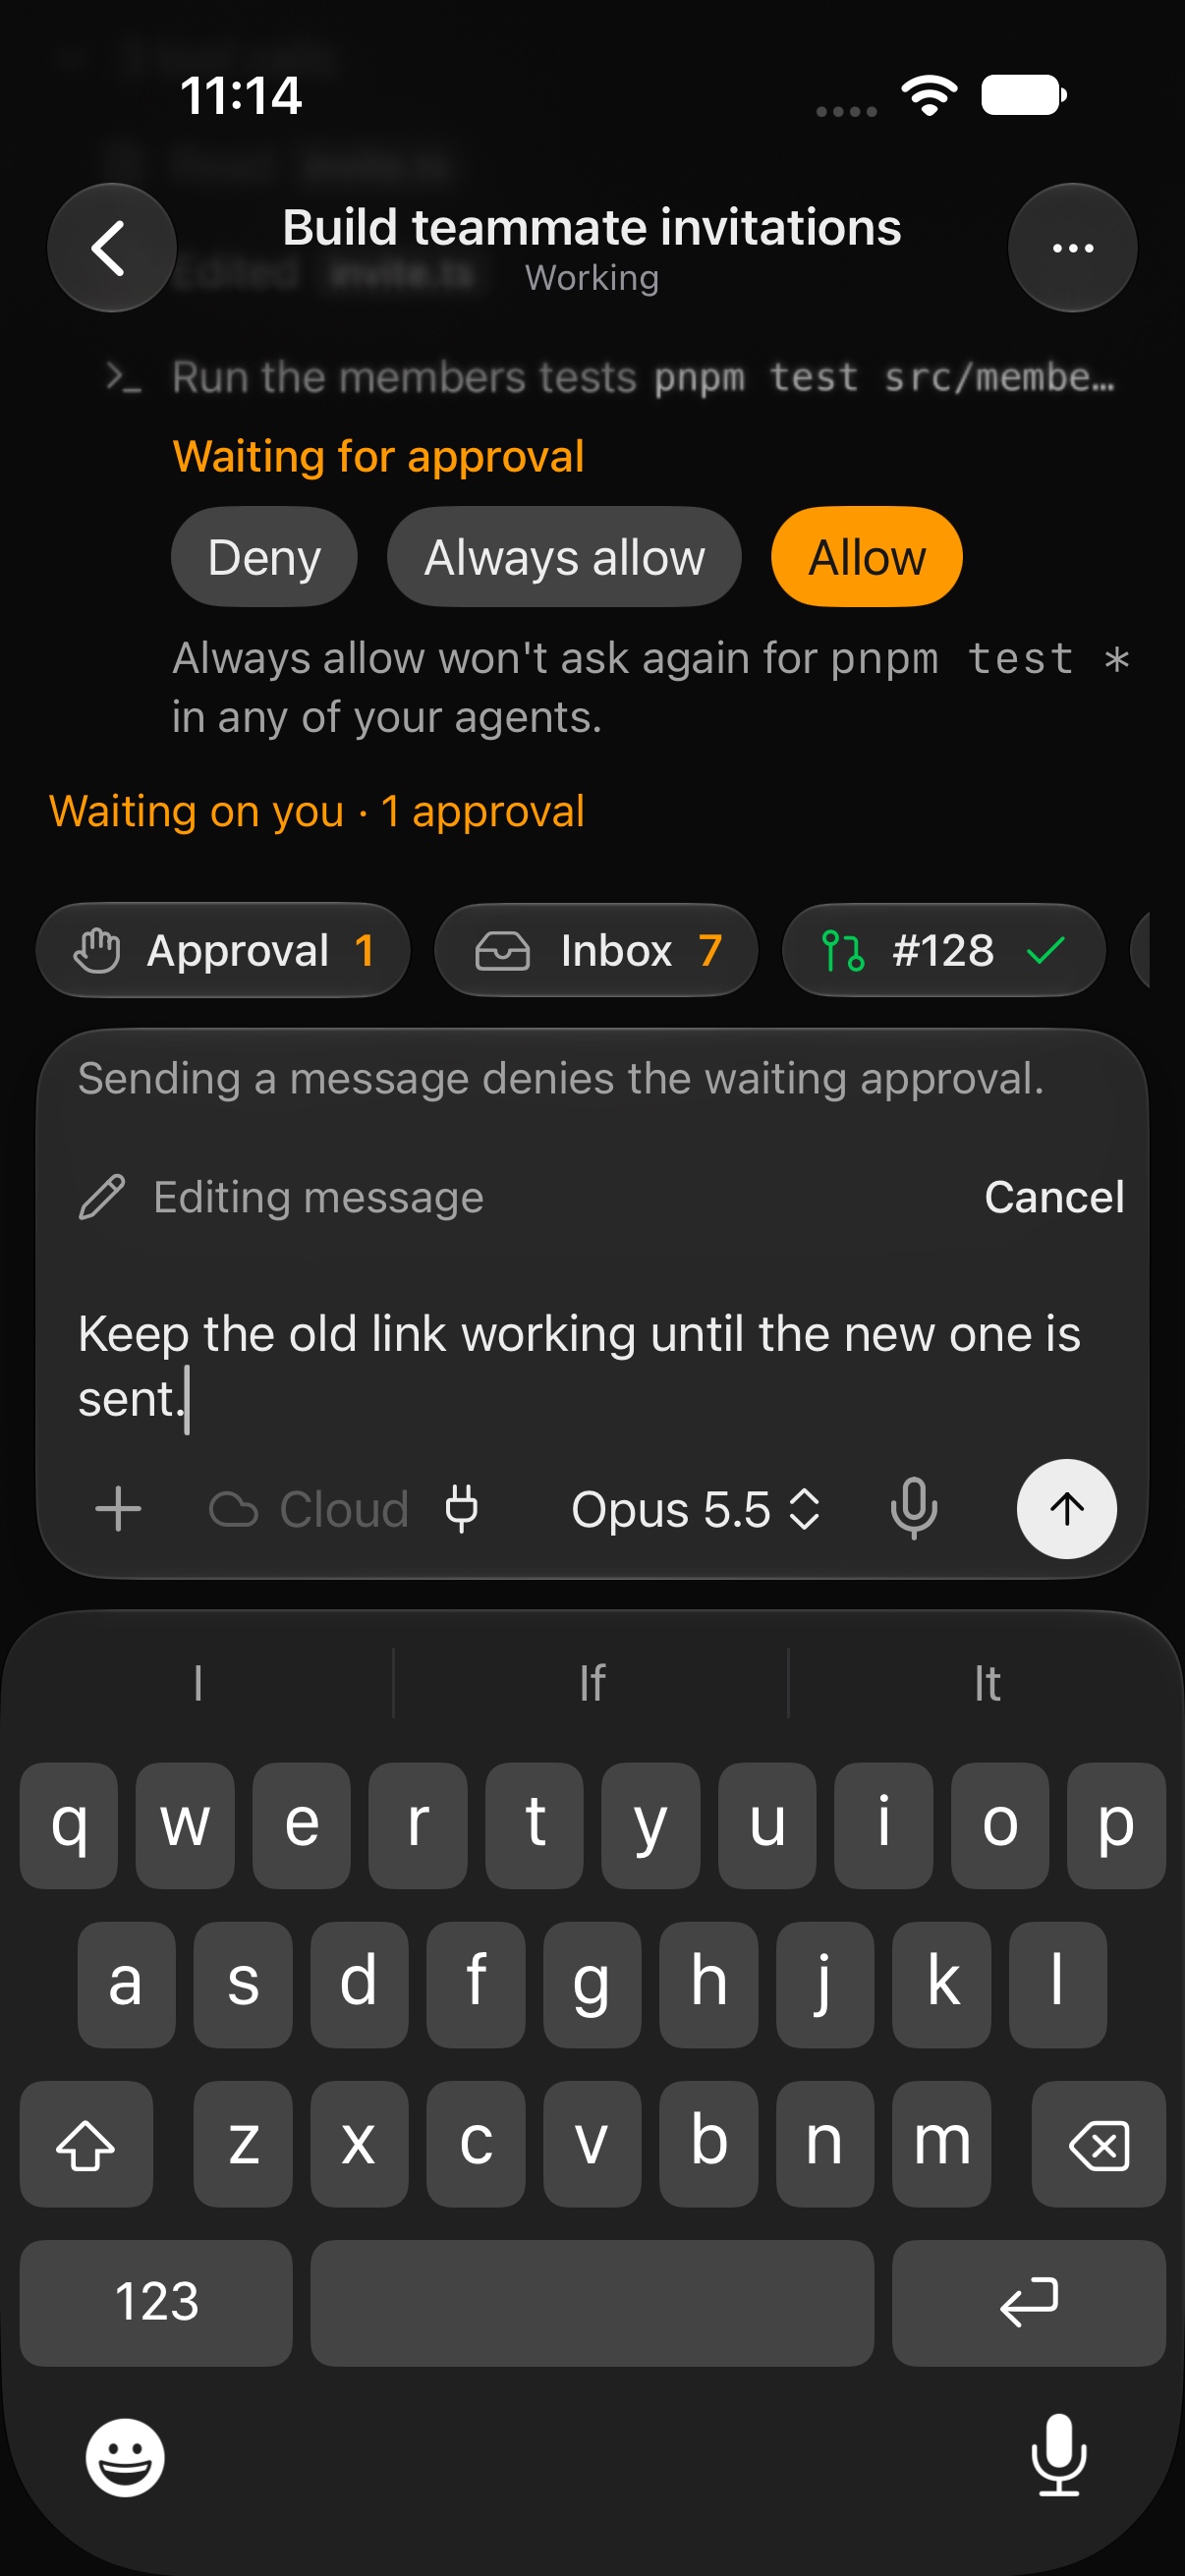 11:14
Build teammate invitations
Working
Edited invite.ts
Run the members tests pnpm test src/membe…
Waiting for approval
Deny
Always allow
Allow
Always allow won't ask again for pnpm test *
in any of your agents.
Waiting on you · 1 approval
Approval 1
Inbox 7
#128
Sending a message denies the waiting approval.
Editing message
Cancel
Keep the old link working until the new one is
sent.
Cloud
Opus 5.5
I
If
It
q w e r t y u i o p
a s d f g h j k l
z x c v b n m
123